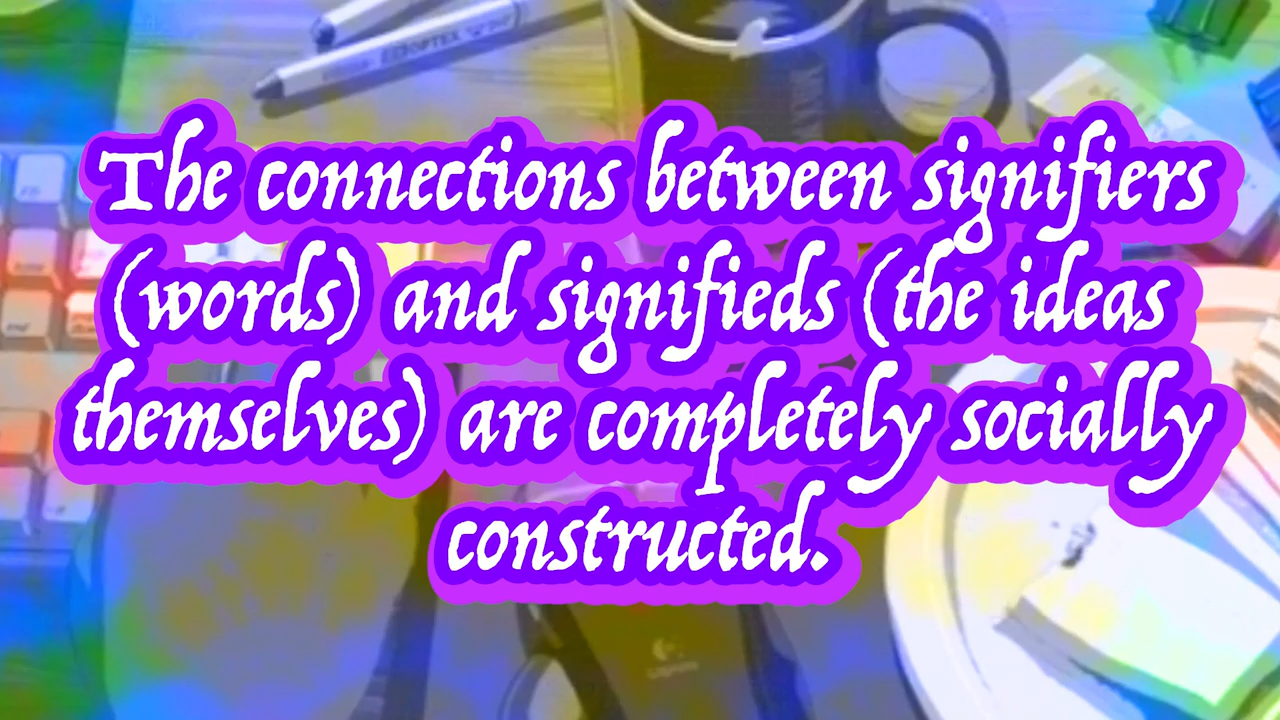 The connections between signifiers
(words) and signifieds (the ideas
themselves) are completely socially
constructed.